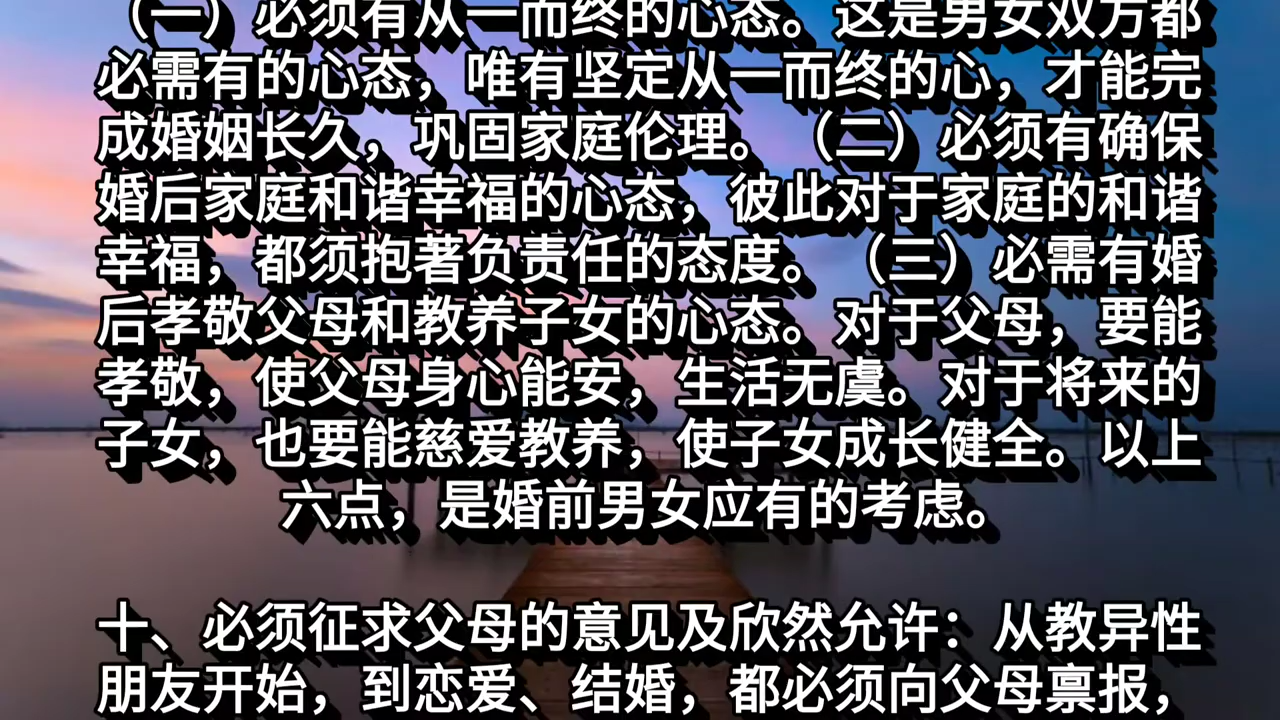 （一）必须有从一而终的心态。这是男女双方都
必需有的心态，唯有坚定从一而终的心，才能完
成婚姻长久，巩固家庭伦理。（二）必须有确保
婚后家庭和谐幸福的心态，彼此对于家庭的和谐
幸福，都须抱著负责任的态度。（三）必需有婚
后孝敬父母和教养子女的心态。对于父母，要能
孝敬，使父母身心能安，生活无虞。对于将来的
子女，也要能慈爱教养，使子女成长健全。以上
六点，是婚前男女应有的考虑。
十、必须征求父母的意见及欣然允许：从教异性
朋友开始，到恋爱、结婚，都必须向父母禀报，